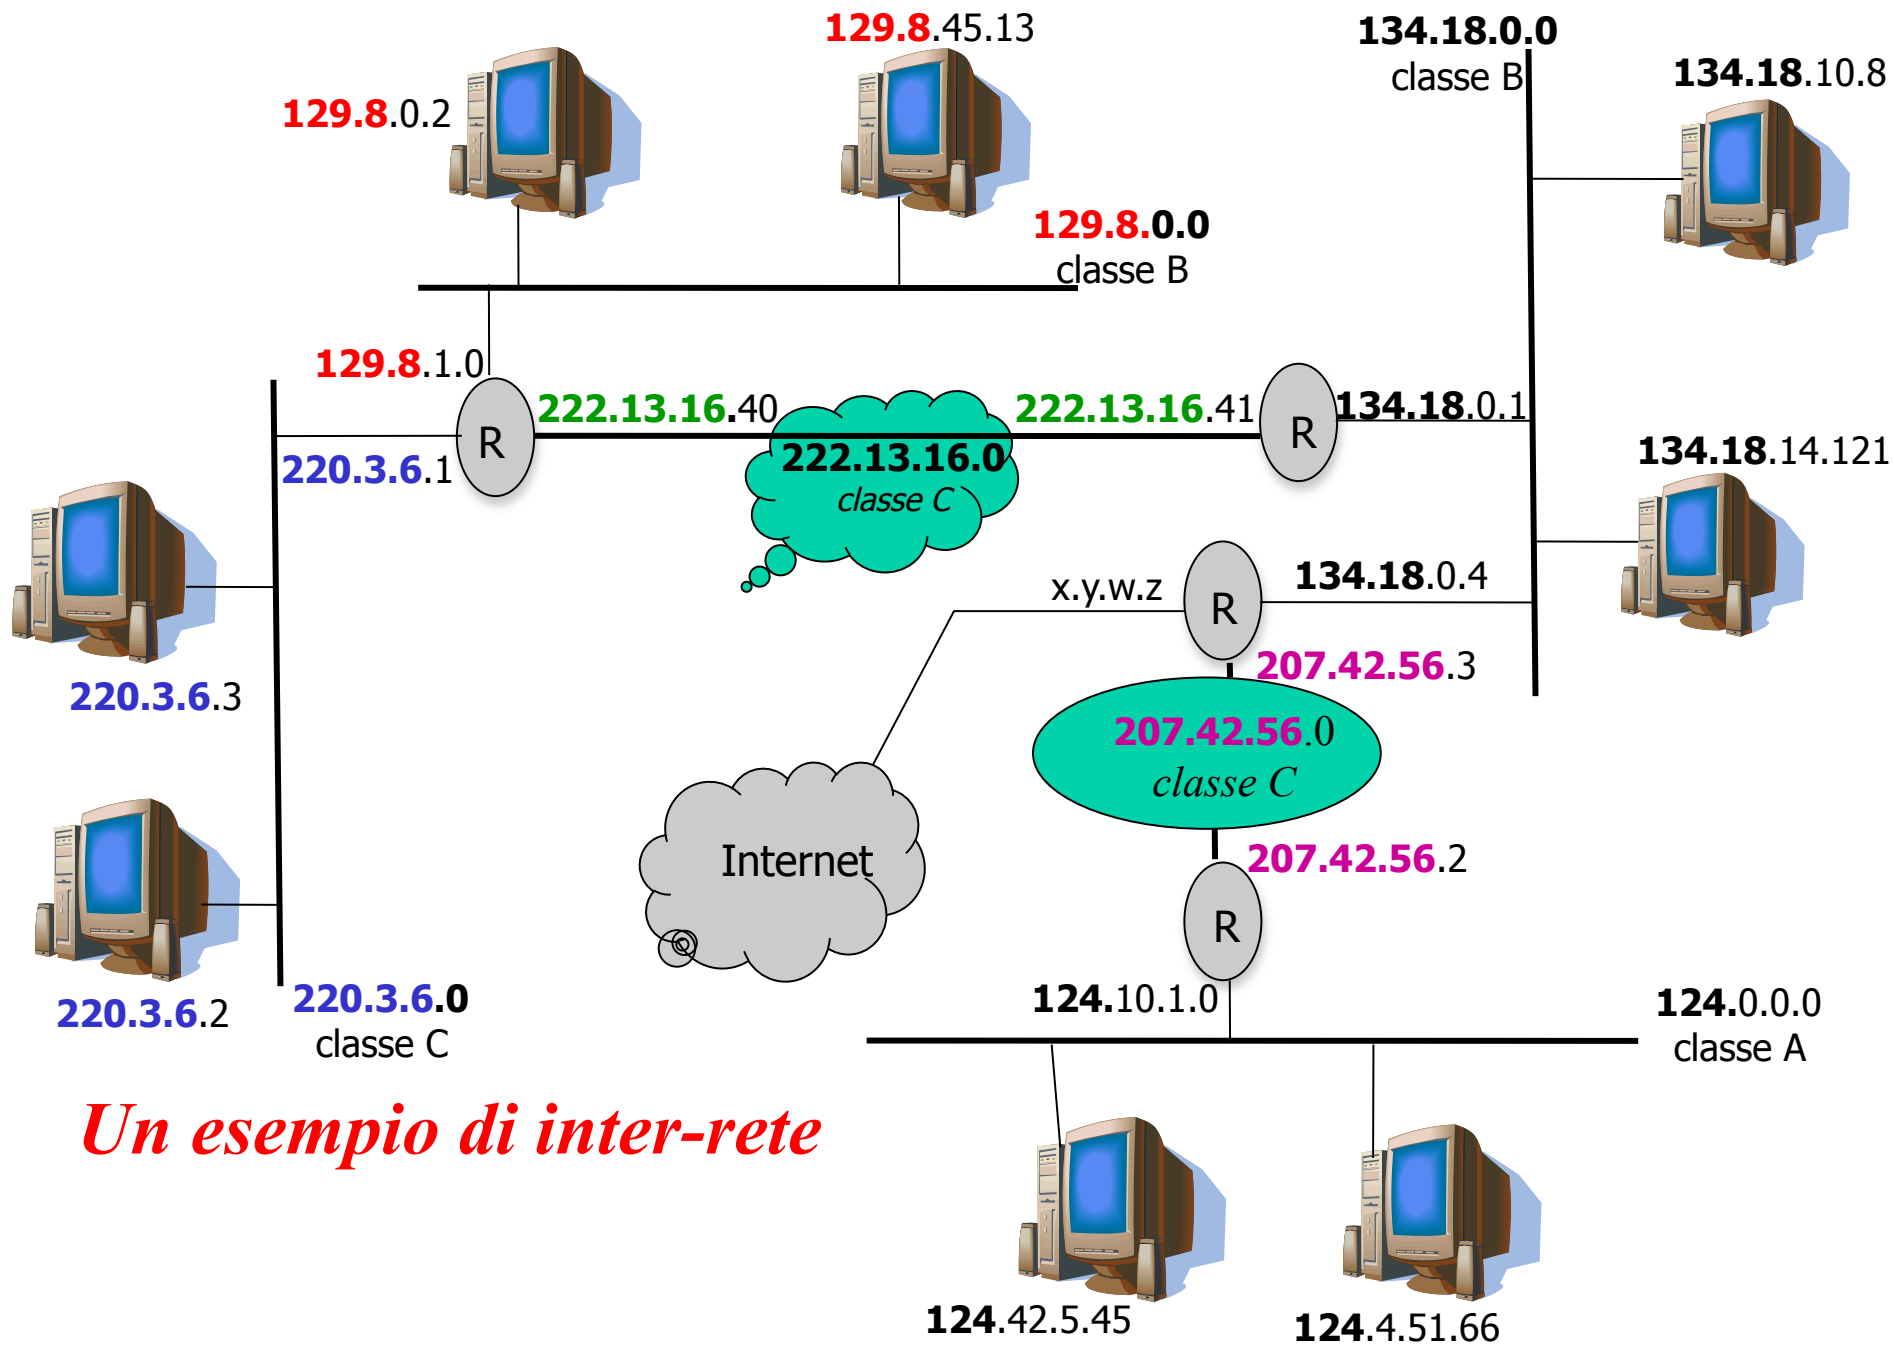 129.8.45.13
134.18.0.0
classe B
134.18.10.8
129.8.0.2
129.8.0.0
classe B
129.8.1.0
222.13.16.40
222.13.16.41
134.18.0.1
R
R
220.3.6.1
222.13.16.0
classe C
134.18.14.121
x.y.w.z
R
134.18.0.4
207.42.56.3
220.3.6.3
207.42.56.0
classe C
Internet
207.42.56.2
R
220.3.6.2
220.3.6.0
classe C
124.10.1.0
124.0.0.0
classe A
Un esempio di inter-rete
124.42.5.45
124.4.51.66